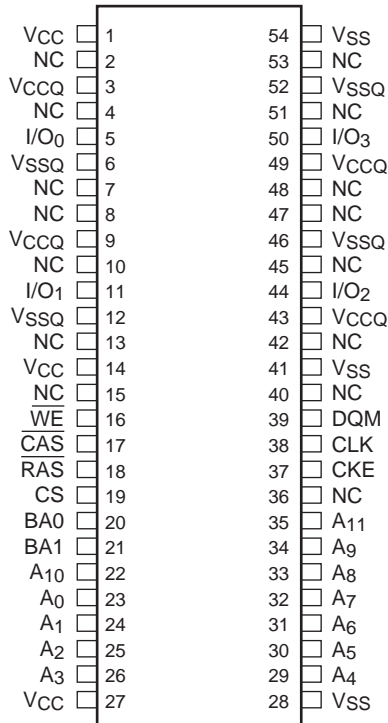 VCC 1 54 VSS
NC 2 53 NC
VCCQ 3 52 VSSQ
NC 4 51 NC
I/O0 5 50 I/O3
VSSQ 6 49 VCCQ
NC 7 48 NC
NC 8 47 NC
VCCQ 9 46 VSSQ
NC 10 45 NC
I/O1 11 44 I/O2
VSSQ 12 43 VCCQ
NC 13 42 NC
VCC 14 41 VSS
NC 15 40 NC
W̅E̅ 16 39 DQM
C̅A̅S̅ 17 38 CLK
R̅A̅S̅ 18 37 CKE
CS 19 36 NC
BA0 20 35 A11
BA1 21 34 A9
A10 22 33 A8
A0 23 32 A7
A1 24 31 A6
A2 25 30 A5
A3 26 29 A4
VCC 27 28 VSS